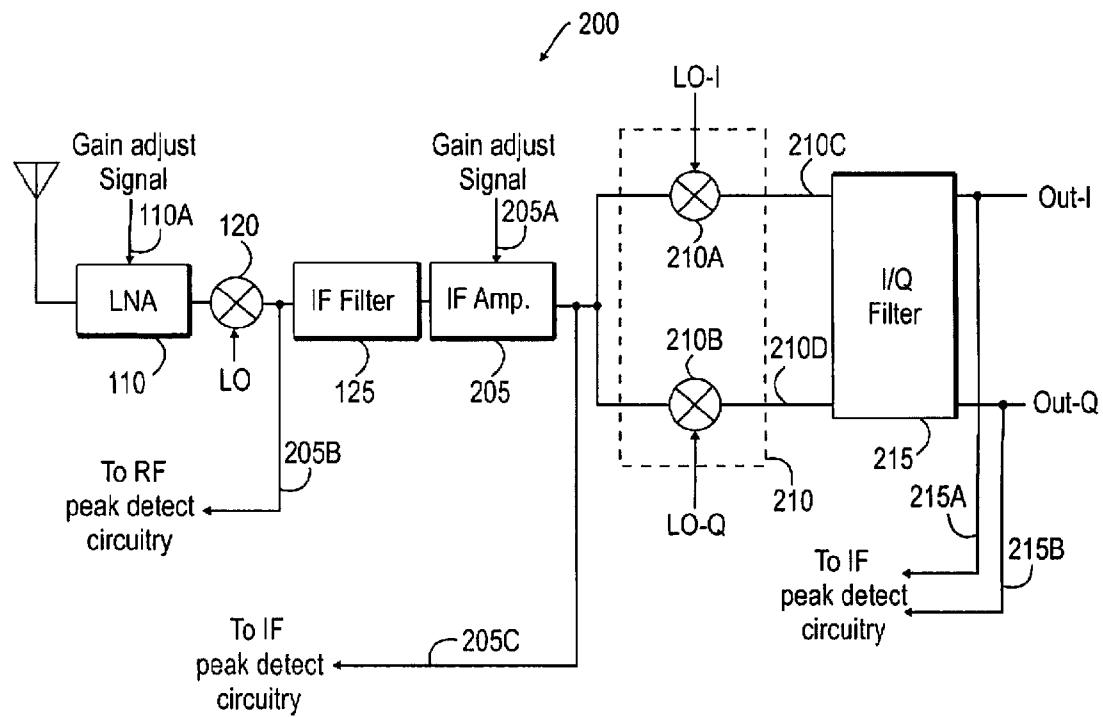 200
LO-I
Gain adjust
Signal
110A
120
Gain adjust
Signal
205A
210C
210A
LNA
IF Filter
IF Amp.
I/Q
Filter
Out-I
110
LO
125
205
210B
210D
Out-Q
205B
To RF
peak detect
circuitry
LO-Q
210
215
215A
215B
To IF
peak detect
circuitry
To IF
peak detect
circuitry
205C